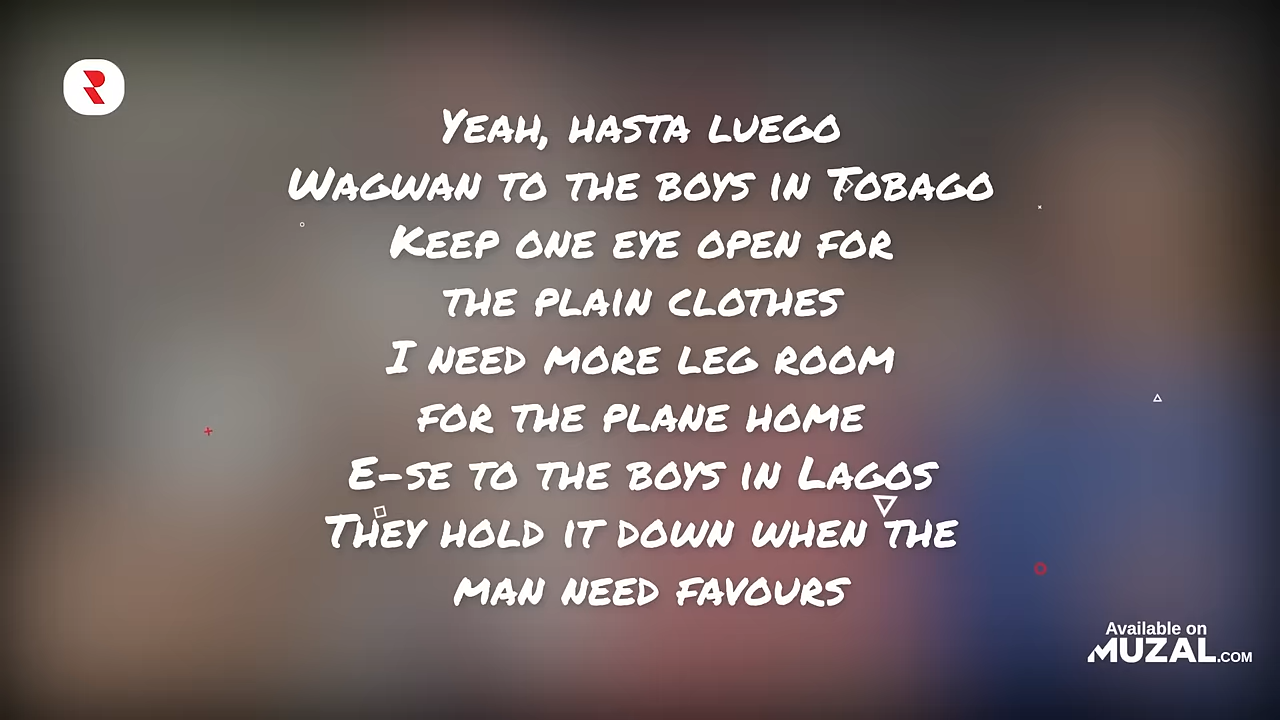 Yeah, hasta luego
Wagwan to the boys in Tobago
Keep one eye open for
the plain clothes
I need more leg room
for the plane home
E-se to the boys in Lagos
They hold it down when the
man need favours
Available on
MUZAL.COM